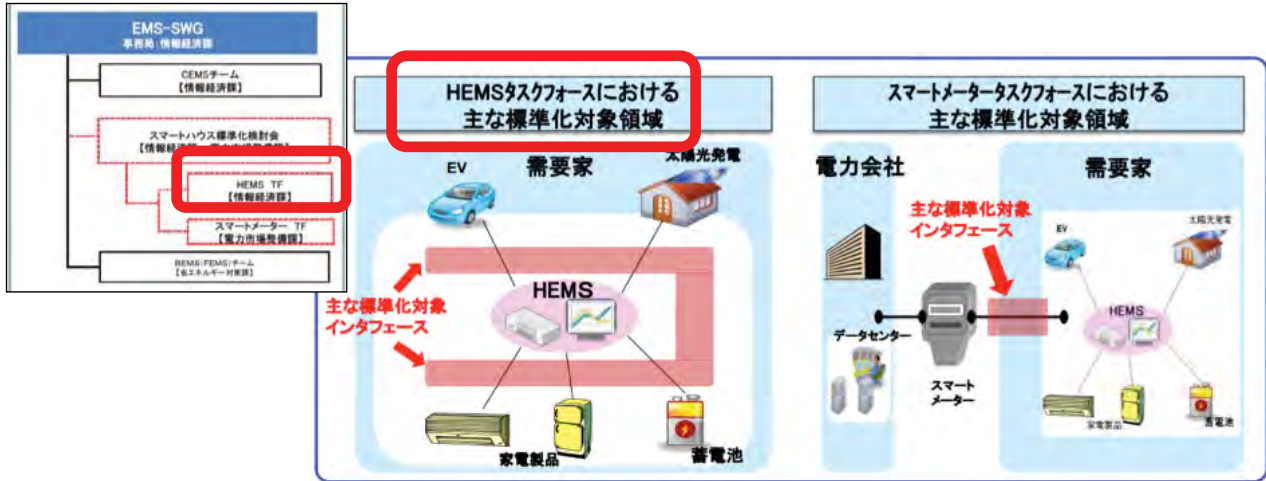 EMS-SWG
事務局:情報経済課
CEMSチーム
【情報経済課】
スマートハウス標準化検討会
【情報経済課
HEMS TF
【情報経済課】
スマートメーター TF
【電力市場整備課】
BEMS(FEMS)チーム
【省エネルギー対策課】
HEMSタスクフォースにおける
主な標準化対象領域
EV
需要家
太陽光発電
主な標準化対象
インタフェース
HEMS
家電製品
蓄電池
スマートメータータスクフォースにおける
主な標準化対象領域
電力会社
需要家
主な標準化対象
インタフェース
EV
太陽光発電
データセンター
スマート
メーター
HEMS
家電製品
蓄電池